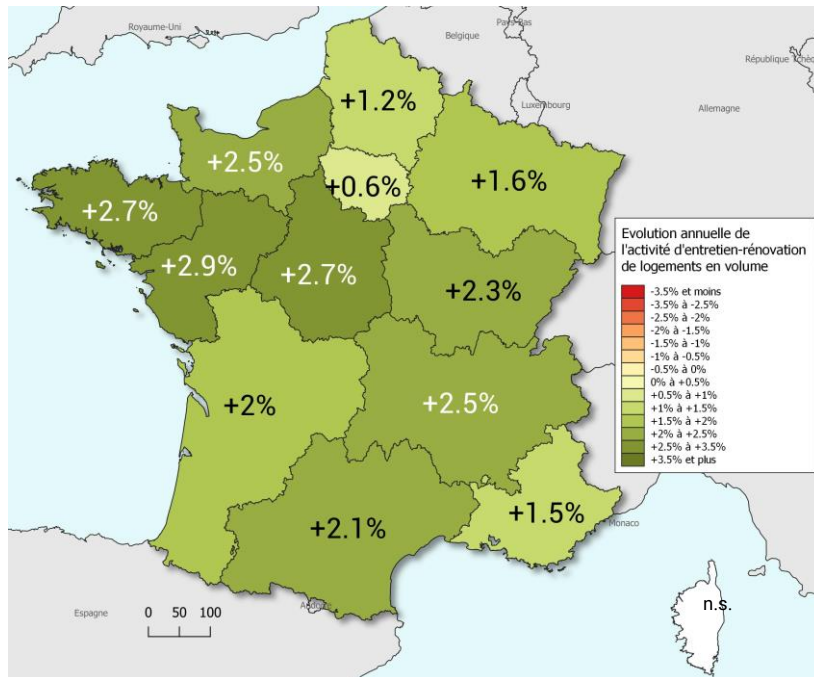 Royaume-Uni
Pays-Bas
Belgique
République Tchèque
Luxembourg
Allemagne
+1.2%
+2.5%
+0.6%
+1.6%
+2.7%
+2.9%
+2.7%
+2.3%
Evolution annuelle de
l'activité d'entretien-rénovation
de logements en volume
-3.5% et moins
-3.5% à -2.5%
-2.5% à -2%
-2% à -1.5%
-1.5% à -1%
-1% à -0.5%
-0.5% à 0%
0% à +0.5%
+0.5% à +1%
+1% à +1.5%
+1.5% à +2%
+2% à +2.5%
+2.5% à +3.5%
+3.5% et plus
+2%
+2.5%
+1.5%
+2.1%
Monaco
n.s.
Espagne
Andorre
0 50 100